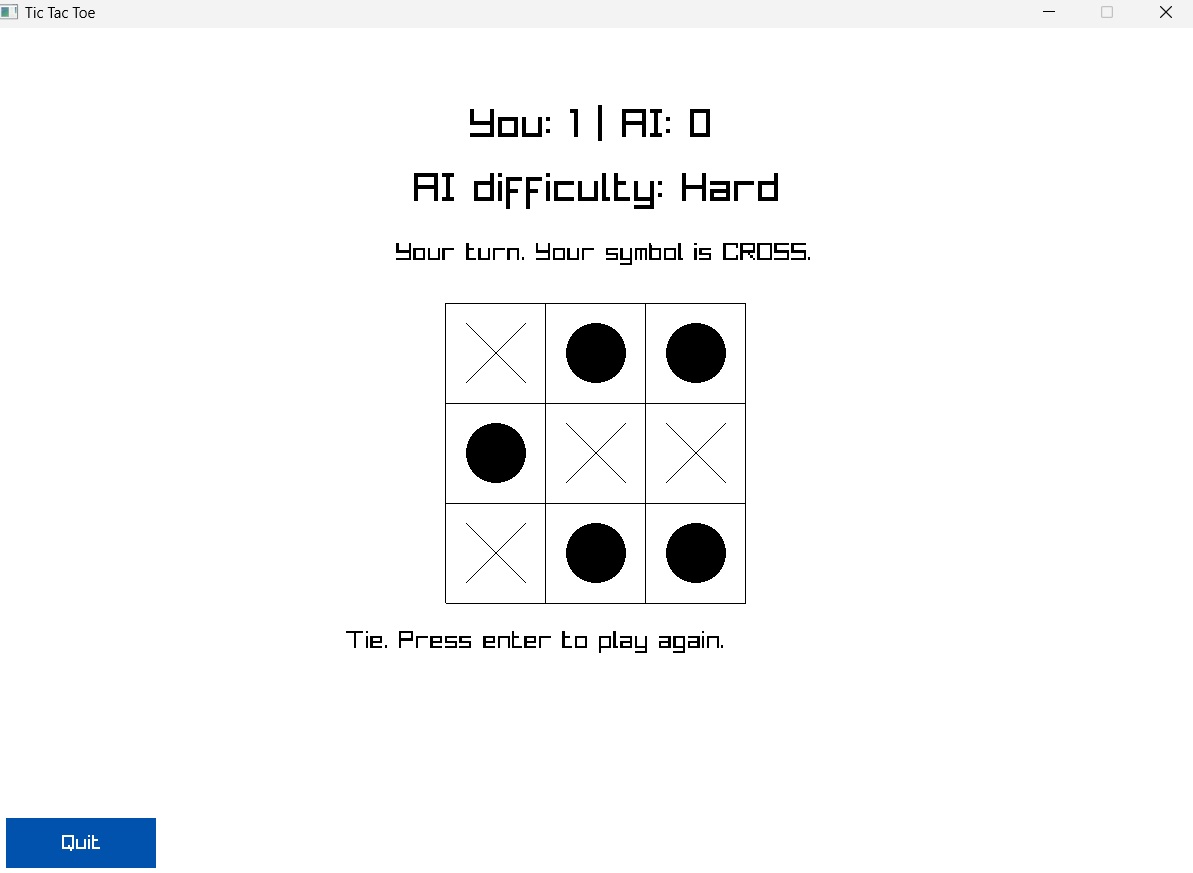 Tic Tac Toe
You: 1 | AI: 0
AI difficulty: Hard
Your turn. Your symbol is CROSS.
Tie. Press enter to play again.
Quit